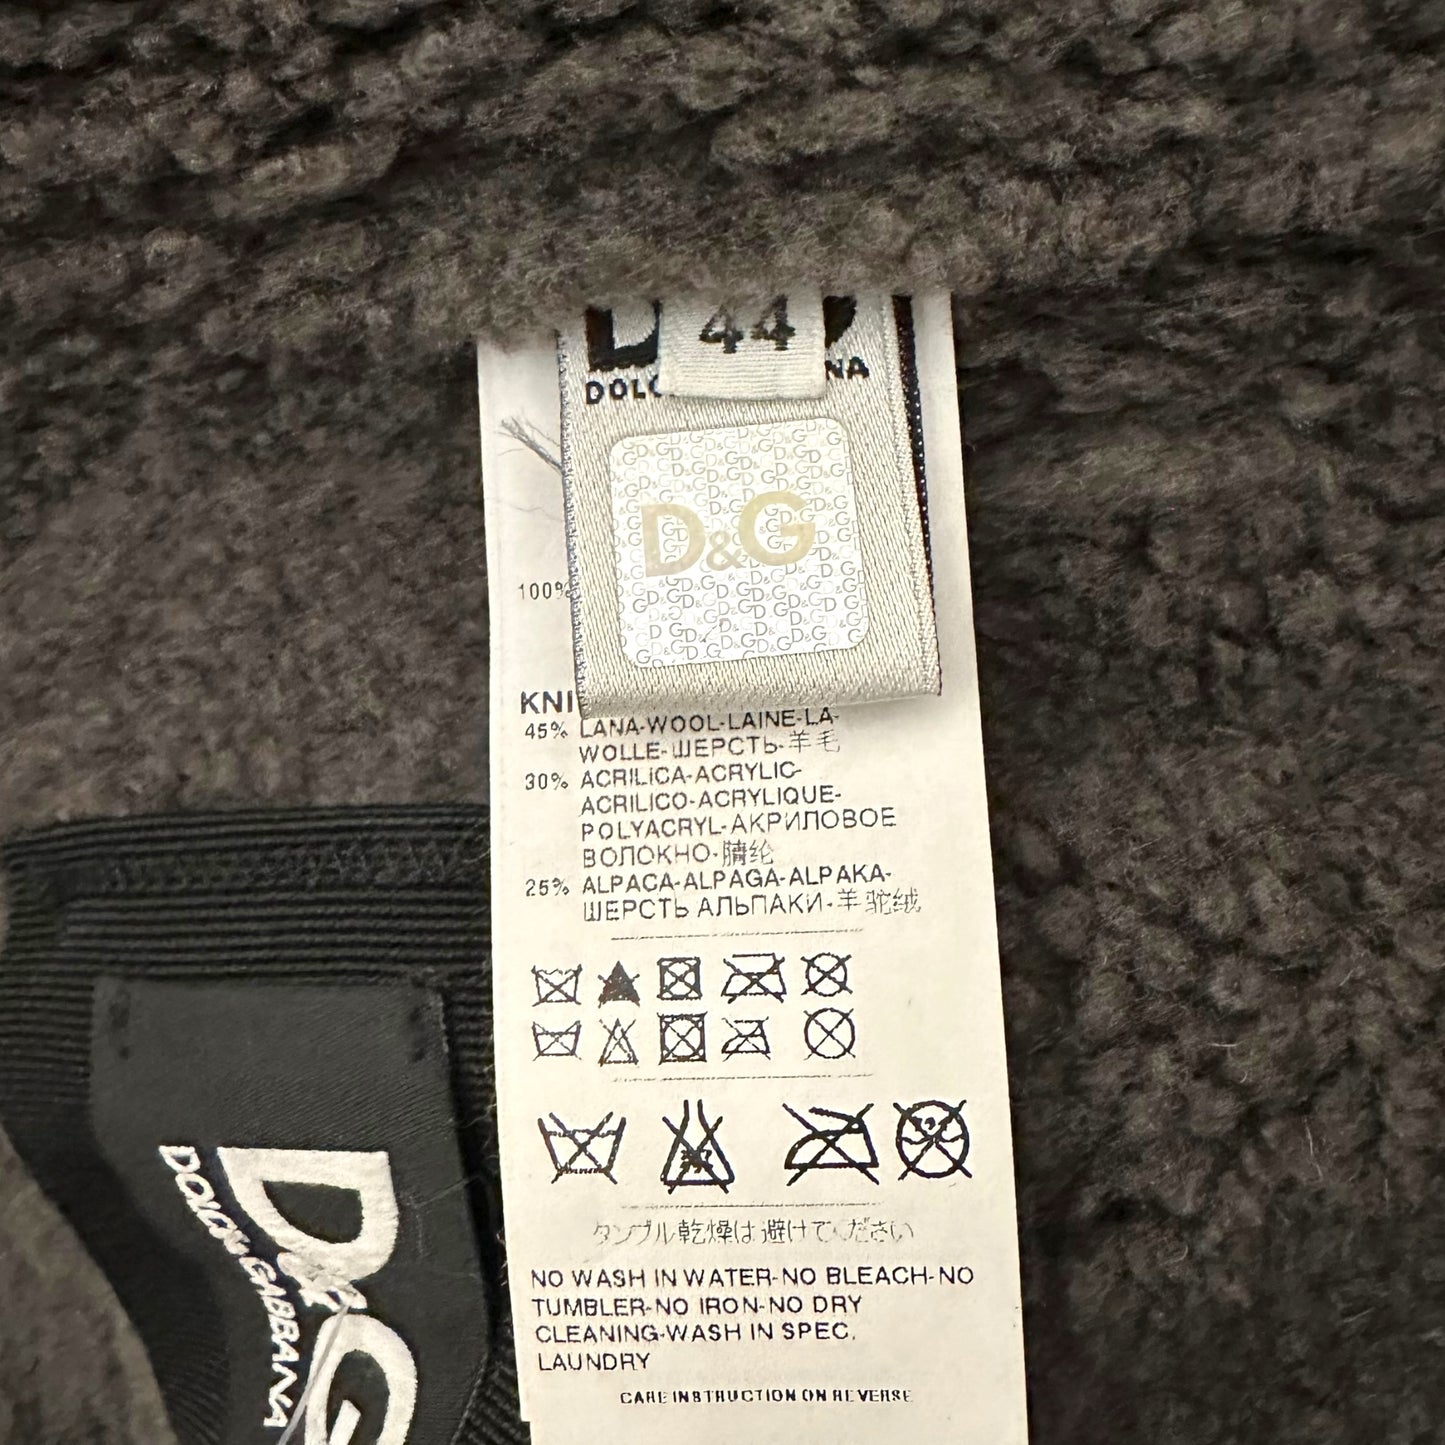 44
DOL
NA
D&G
100%
KNI
45% LANA-WOOL-LAINE-LA-
WOLLE-ШЕРСТЬ-羊毛
30% ACRILICA-ACRYLIC-
ACRILICO-ACRYLIQUE-
POLYACRYL-АКРИЛОВОЕ
ВОЛОКНО-腈纶
25% ALPACA-ALPAGA-ALPAKA-
ШЕРСТЬ АЛЬПАКИ-羊驼绒
タンブル乾燥は避けてください
NO WASH IN WATER-NO BLEACH-NO
TUMBLER-NO IRON-NO DRY
CLEANING-WASH IN SPEC.
LAUNDRY
CARE INSTRUCTION ON REVERSE
D&G
DOLCE & GABBANA